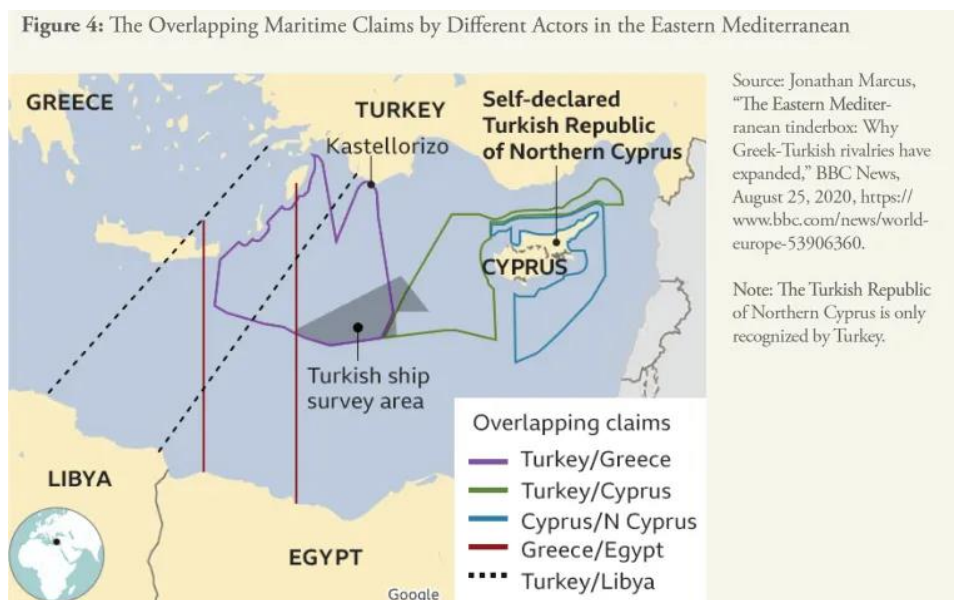 Figure 4: The Overlapping Maritime Claims by Different Actors in the Eastern Mediterranean
GREECE
TURKEY
Kastellorizo
Self-declared
Turkish Republic
of Northern Cyprus
CYPRUS
Turkish ship
survey area
LIBYA
EGYPT
Google
Overlapping claims
Turkey/Greece
Turkey/Cyprus
Cyprus/N Cyprus
Greece/Egypt
Turkey/Libya
Source: Jonathan Marcus,
“The Eastern Mediter-
ranean tinderbox: Why
Greek-Turkish rivalries have
expanded,” BBC News,
August 25, 2020, https://
www.bbc.com/news/world-
europe-53906360.
Note: The Turkish Republic
of Northern Cyprus is only
recognized by Turkey.